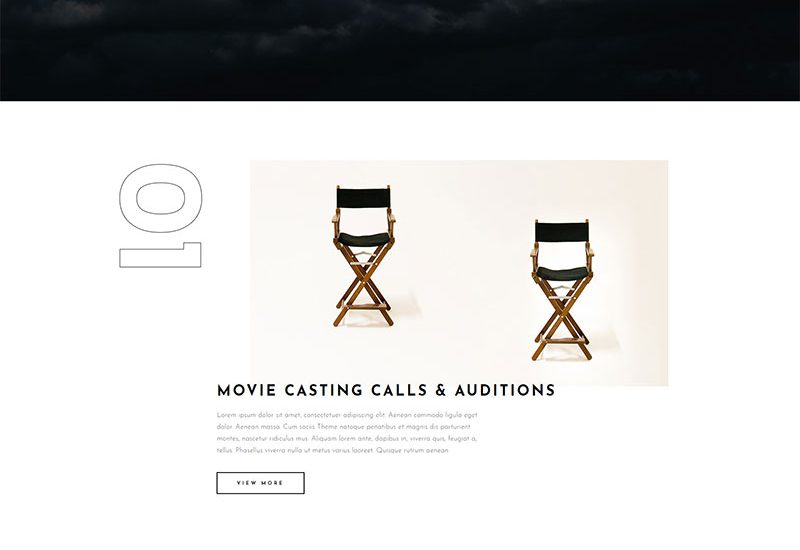 01
MOVIE CASTING CALLS & AUDITIONS
Lorem ipsum dolor sit amet, consectetuer adipiscing elit. Aenean commodo ligula eget
dolor. Aenean massa. Cum sociis Theme natoque penatibus et magnis dis parturient
montes, nascetur ridiculus mus. Aliquam lorem ante, dapibus in, viverra quis, feugiat a,
tellus. Phasellus viverra nulla ut metus varius laoreet. Quisque rutrum aenean
VIEW MORE